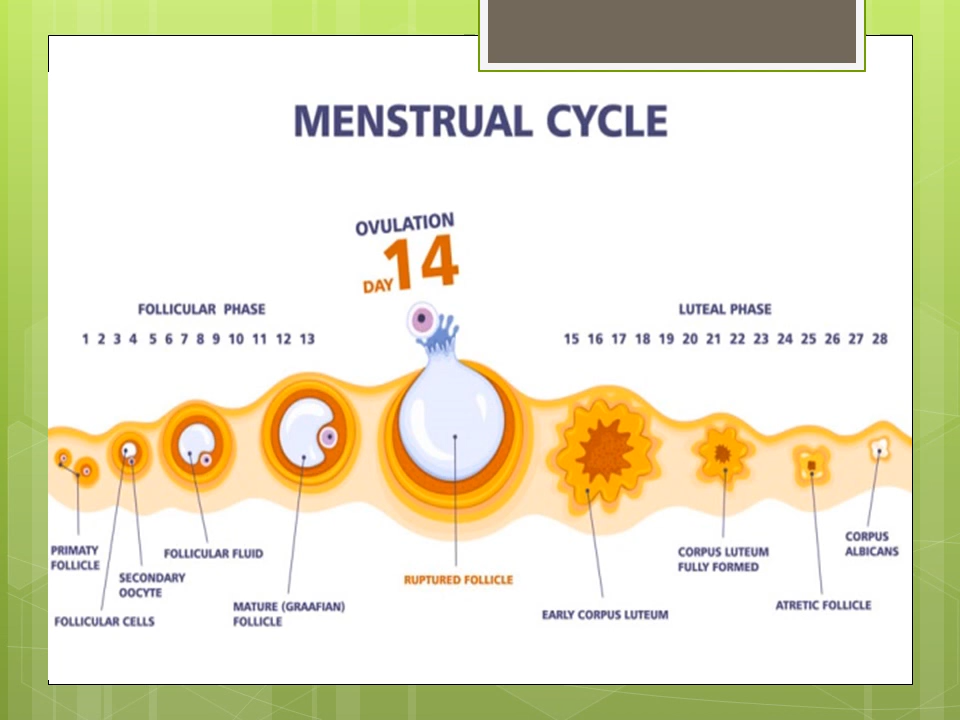 MENSTRUAL CYCLE
OVULATION
DAY 14
FOLLICULAR PHASE
1 2 3 4 5 6 7 8 9 10 11 12 13
LUTEAL PHASE
15 16 17 18 19 20 21 22 23 24 25 26 27 28
PRIMATY
FOLLICLE
FOLLICULAR CELLS
SECONDARY
OOCYTE
FOLLICULAR FLUID
MATURE (GRAAFIAN)
FOLLICLE
RUPTURED FOLLICLE
EARLY CORPUS LUTEUM
CORPUS LUTEUM
FULLY FORMED
ATRETIC FOLLICLE
CORPUS
ALBICANS